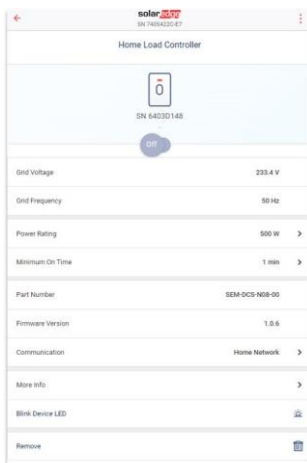 solaredge
SN 74094220-E7
Home Load Controller
SN 6403D148
Off
Grid Voltage 233.4 V
Grid Frequency 50 Hz
Power Rating 500 W
Minimum On Time 1 min
Part Number SEM-DCS-N08-00
Firmware Version 1.0.6
Communication Home Network
More Info
Blink Device LED
Remove